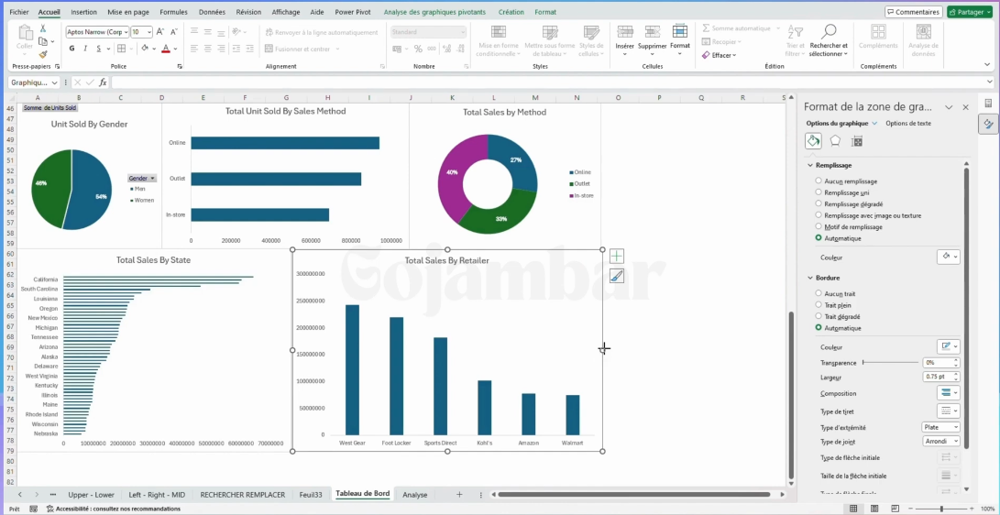 Fichier Accueil Insertion Mise en page Formules Données Révision Affichage Aide Power Pivot Analyse des graphiques pivotants Création Format Commentaires Partager
Coller Aptos Narrow (Corp 10 Renvoyer à la ligne automatiquement Standard Mise en forme conditionnelle Mettre sous forme de tableau Styles de cellules Insérer Supprimer Format Somme automatique Trier et filtrer Rechercher et sélectionner Compléments Analyse de données
G I S Fusionner et centrer % 000 Recopier
Effacer
Presse-papiers Police Alignement Nombre Styles Cellules Édition Compléments
Graphiqu... fx
A B C D E F G H I J K L M N O P Q R S
46 Somme de Units Sold
47
48
49
50
51
52
53
54
55
56
57
58
59
60
61
62
63
64
65
66
67
68
69
70
71
72
73
74
75
76
77
78
79
80
81
82
Unit Sold By Gender
46%
54%
Gender
Men
Women
Total Unit Sold By Sales Method
Online
Outlet
In-store
0 200000 400000 600000 800000 1000000
Total Sales by Method
40%
27%
33%
Online
Outlet
In-store
Total Sales By State
California
South Carolina
Louisiana
Oregon
New Mexico
Michigan
Tennessee
Arizona
Alaska
Delaware
West Virginia
Kentucky
Illinois
Maine
Rhode Island
Wisconsin
Nebraska
0 10000000 20000000 30000000 40000000 50000000 60000000 70000000
Total Sales By Retailer
300000000
250000000
200000000
150000000
100000000
50000000
0
West Gear Foot Locker Sports Direct Kohl's Amazon Walmart
Gojambar
Format de la zone de gra...
Options du graphique Options de texte
Remplissage
Aucun remplissage
Remplissage uni
Remplissage dégradé
Remplissage avec image ou texture
Motif de remplissage
Automatique
Couleur
Bordure
Aucun trait
Trait plein
Trait dégradé
Automatique
Couleur
Transparence 0%
Largeur 0.75 pt
Composition
Type de tiret
Type d'extrémité Plate
Type de joint Arrondi
Type de flèche initiale
Taille de la flèche initiale
Type de flèche finale
... Upper - Lower Left - Right - MID RECHERCHER REMPLACER Feuil33 Tableau de Bord Analyse +
Prêt Accessibilité : consultez nos recommandations 100%